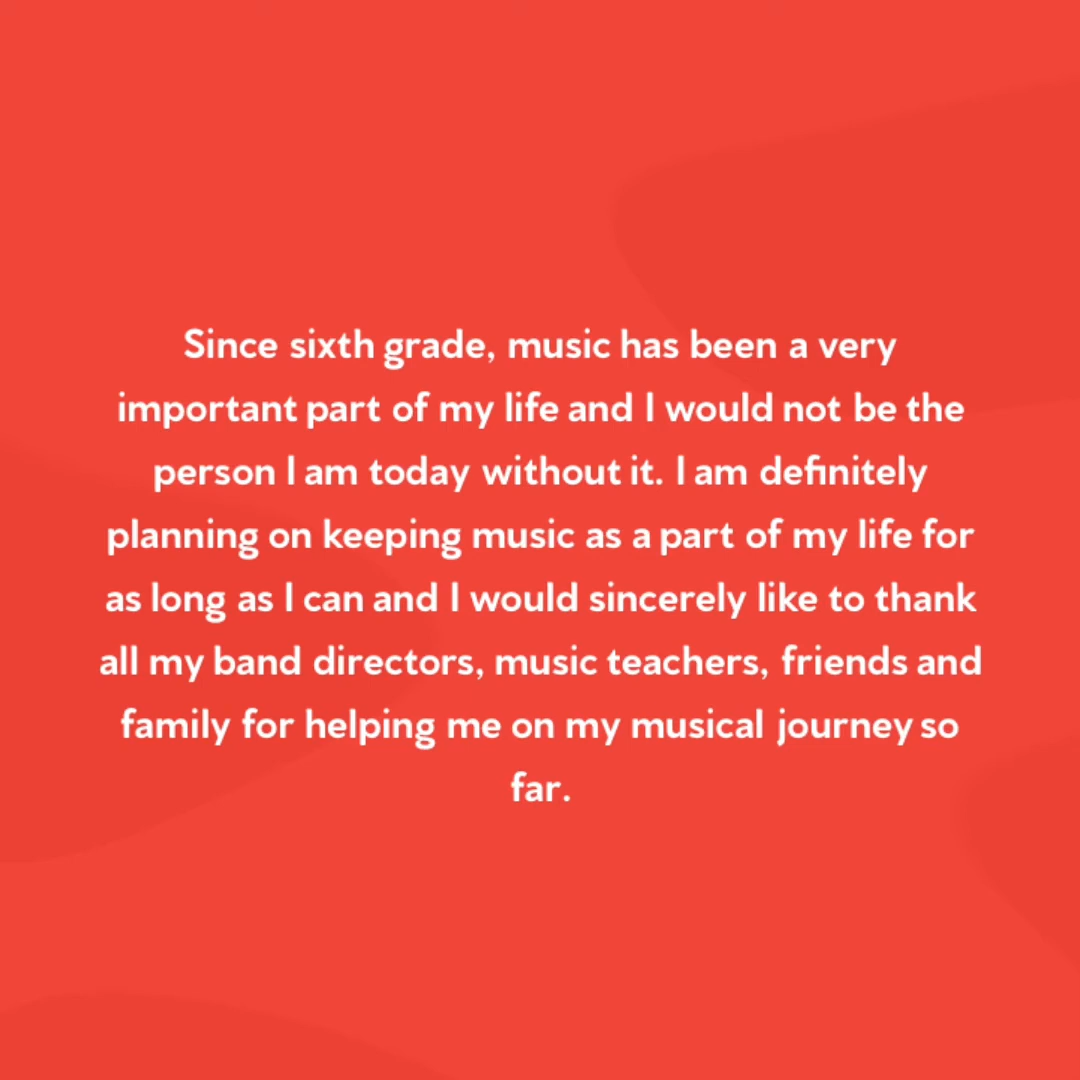 Since sixth grade, music has been a very
important part of my life and I would not be the
person I am today without it. I am definitely
planning on keeping music as a part of my life for
as long as I can and I would sincerely like to thank
all my band directors, music teachers, friends and
family for helping me on my musical journey so
far.